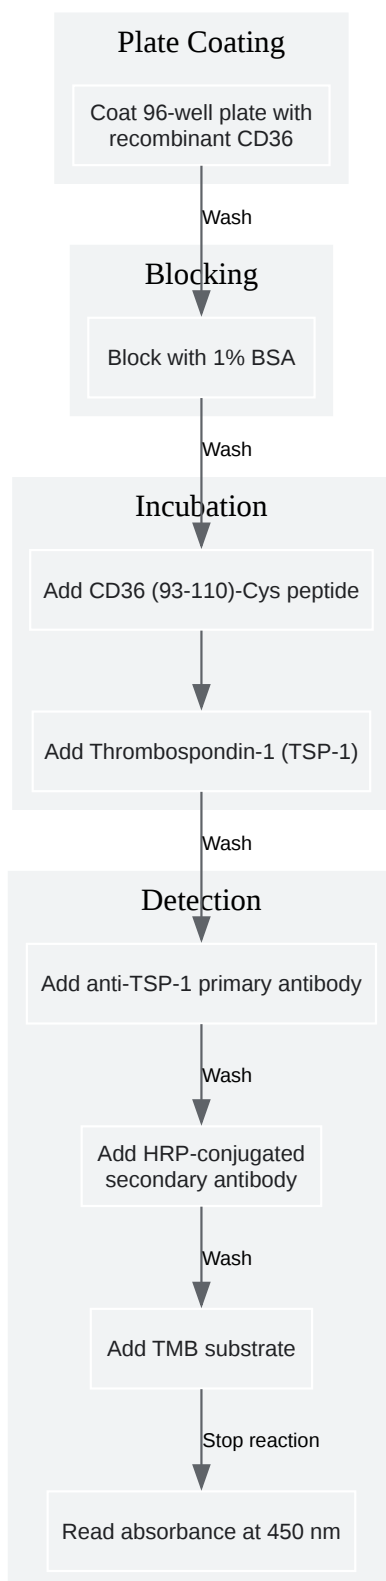 Plate Coating
Coat 96-well plate with
recombinant CD36
Wash
Blocking
Block with 1% BSA
Wash
Incubation
Add CD36 (93-110)-Cys peptide
Add Thrombospondin-1 (TSP-1)
Wash
Detection
Add anti-TSP-1 primary antibody
Wash
Add HRP-conjugated
secondary antibody
Wash
Add TMB substrate
Stop reaction
Read absorbance at 450 nm